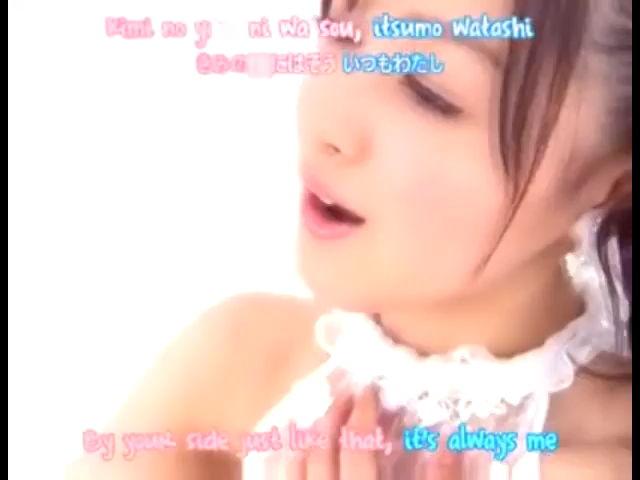 Kimi no ni wa sou, itsumo watashi
きみの にはそう いつもわたし
By your side just like that, it's always me